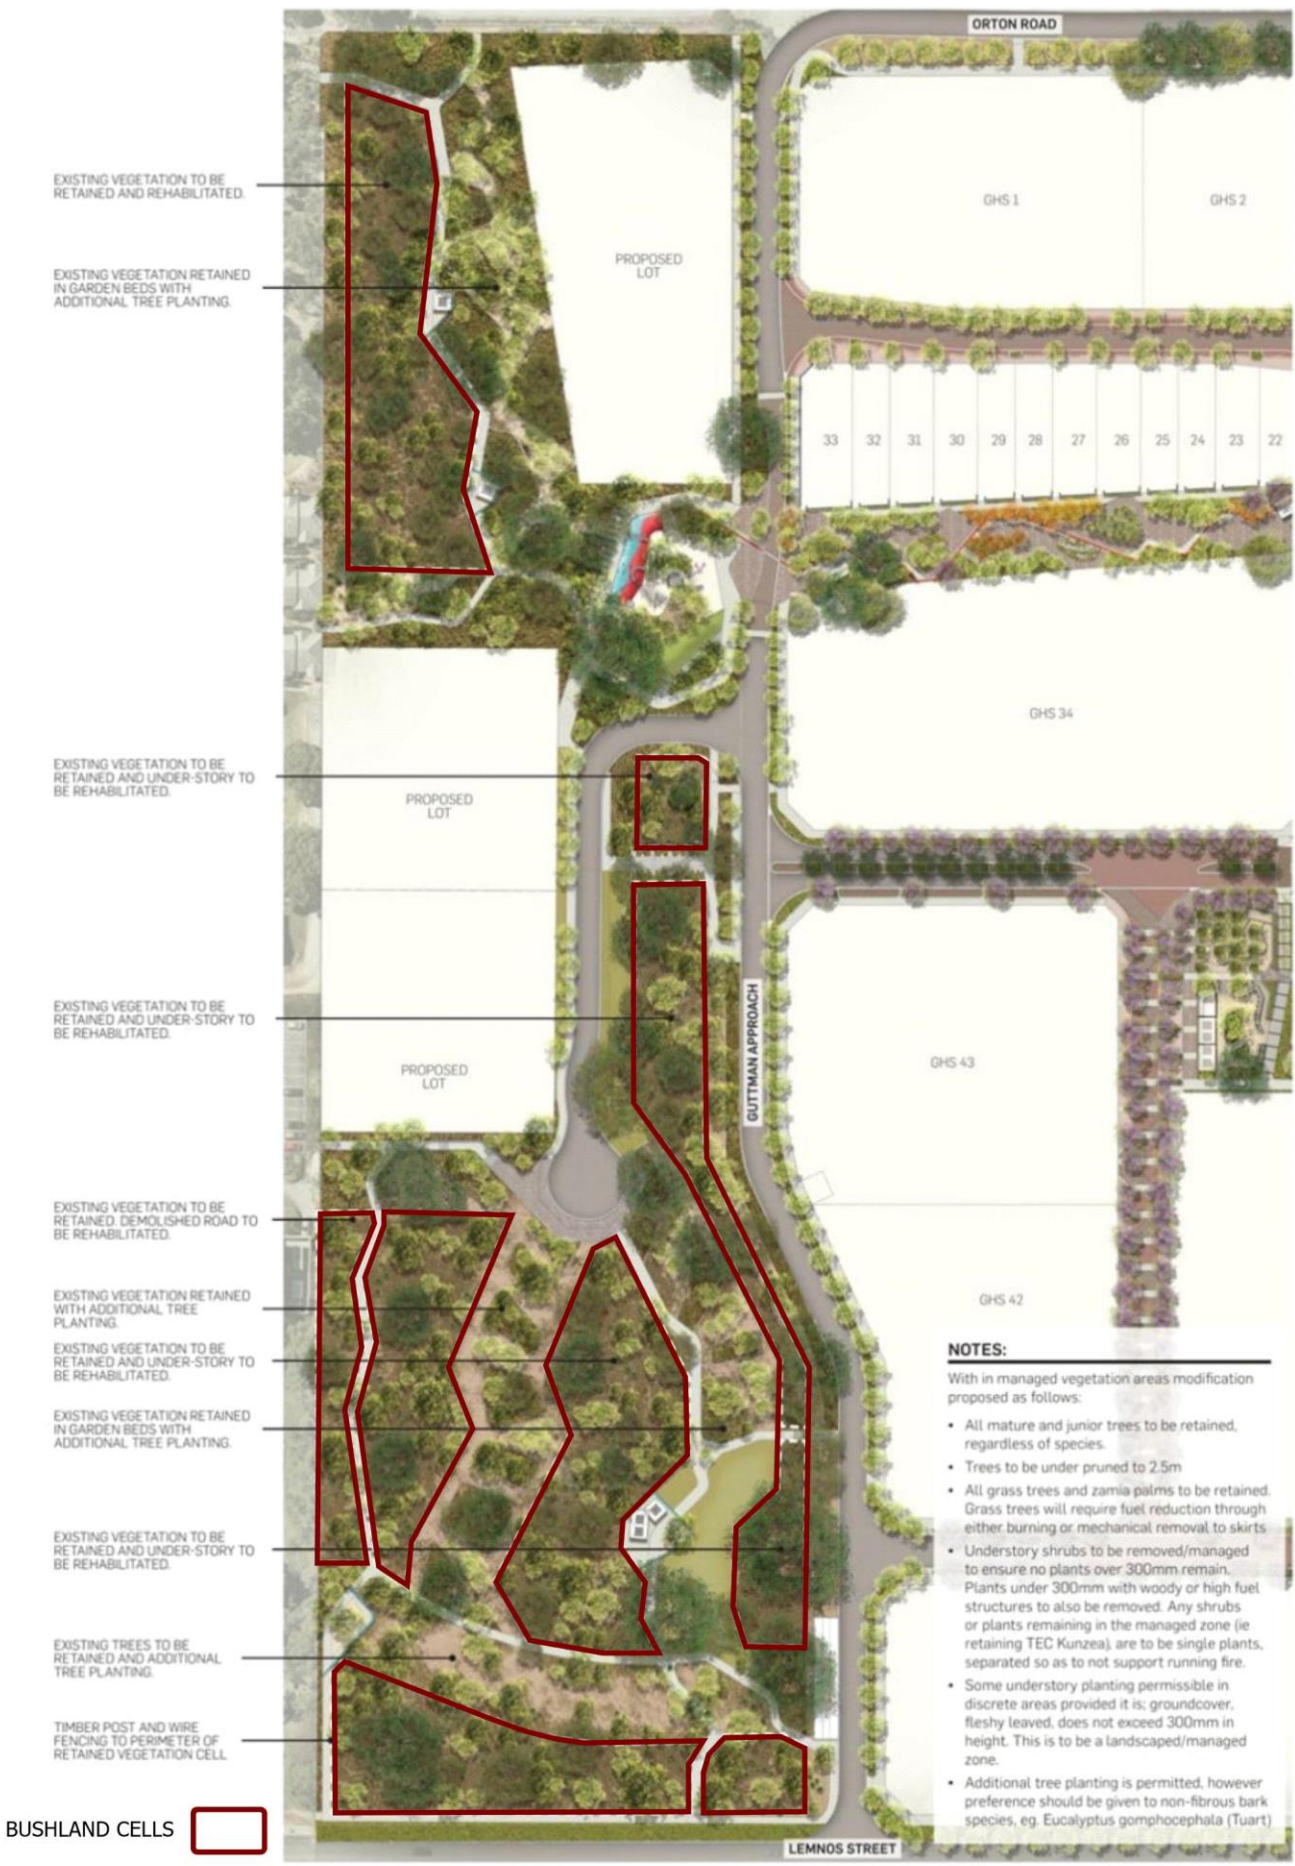 ORTON ROAD
EXISTING VEGETATION TO BE
RETAINED AND REHABILITATED.
GHS 1
GHS 2
EXISTING VEGETATION RETAINED
IN GARDEN BEDS WITH
ADDITIONAL TREE PLANTING.
PROPOSED
LOT
33 32 31 30 29 28 27 26 25 24 23 22
GHS 34
EXISTING VEGETATION TO BE
RETAINED AND UNDER-STORY TO
BE REHABILITATED.
PROPOSED
LOT
EXISTING VEGETATION TO BE
RETAINED AND UNDER-STORY TO
BE REHABILITATED.
GUTTMAN APPROACH
GHS 43
PROPOSED
LOT
EXISTING VEGETATION TO BE
RETAINED. DEMOLISHED ROAD TO
BE REHABILITATED.
EXISTING VEGETATION RETAINED
WITH ADDITIONAL TREE
PLANTING.
GHS 42
EXISTING VEGETATION TO BE
RETAINED AND UNDER-STORY TO
BE REHABILITATED.
EXISTING VEGETATION RETAINED
IN GARDEN BEDS WITH
ADDITIONAL TREE PLANTING.
EXISTING VEGETATION TO BE
RETAINED AND UNDER-STORY TO
BE REHABILITATED.
EXISTING TREES TO BE
RETAINED AND ADDITIONAL
TREE PLANTING.
TIMBER POST AND WIRE
FENCING TO PERIMETER OF
RETAINED VEGETATION CELL
NOTES:
With in managed vegetation areas modification
proposed as follows:
• All mature and junior trees to be retained,
regardless of species.
• Trees to be under pruned to 2.5m
• All grass trees and zamia palms to be retained.
Grass trees will require fuel reduction through
either burning or mechanical removal to skirts
• Understory shrubs to be removed/managed
to ensure no plants over 300mm remain.
Plants under 300mm with woody or high fuel
structures to also be removed. Any shrubs
or plants remaining in the managed zone (ie
retaining TEC Kunzea), are to be single plants,
separated so as to not support running fire.
• Some understory planting permissible in
discrete areas provided it is; groundcover,
fleshy leaved, does not exceed 300mm in
height. This is to be a landscaped/managed
zone.
• Additional tree planting is permitted, however
preference should be given to non-fibrous bark
species, eg. Eucalyptus gomphocephala (Tuart)
BUSHLAND CELLS
LEMNOS STREET